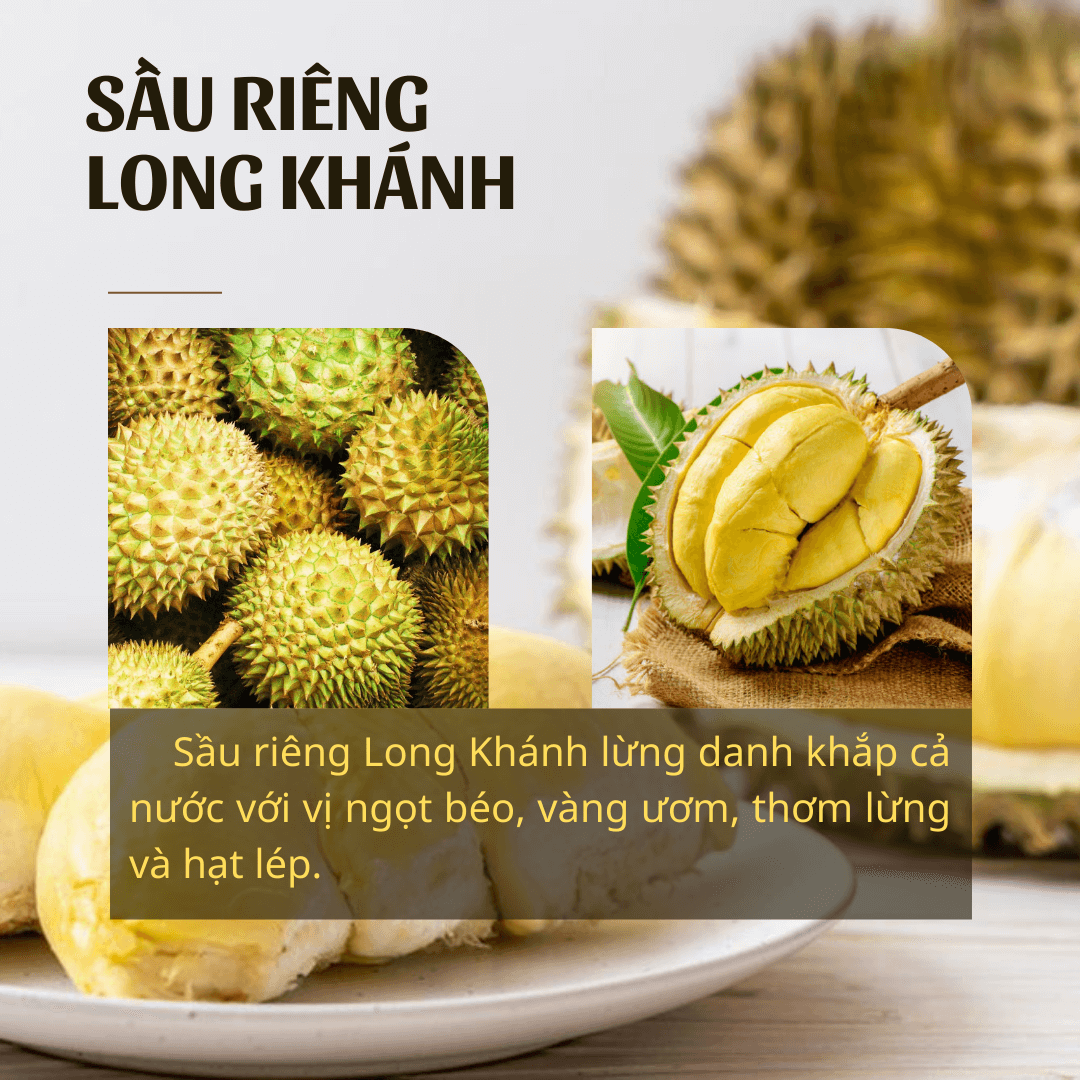 SẦU RIÊNG
LONG KHÁNH
Sầu riêng Long Khánh lừng danh khắp cả
nước với vị ngọt béo, vàng ươm, thơm lừng
và hạt lép.